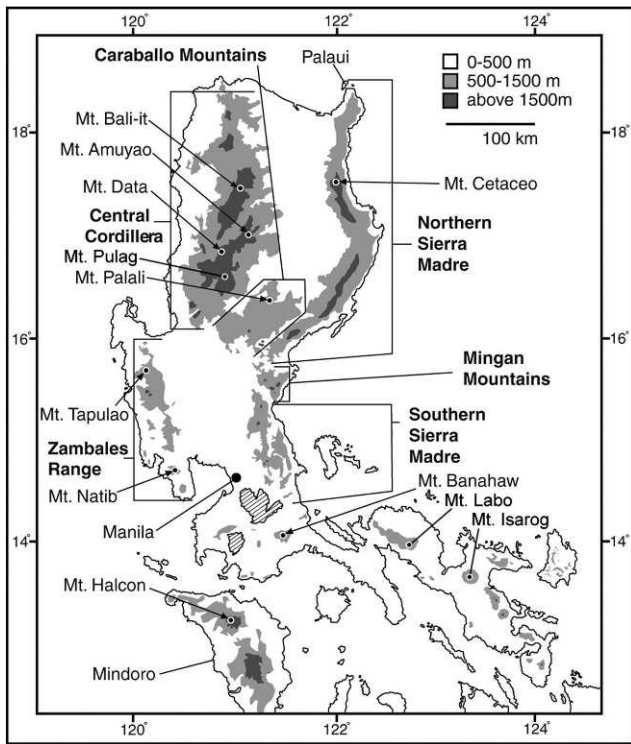 120°
122°
124°
Caraballo Mountains
Palaui
0-500 m
500-1500 m
above 1500m
100 km
18°
18°
Mt. Bali-it
Mt. Amuyao
Mt. Data
Mt. Cetaceo
Central
Cordillera
Northern
Sierra
Madre
Mt. Pulag
Mt. Palali
16°
16°
Mingan
Mountains
Mt. Tapulao
Southern
Sierra
Madre
Zambales
Range
Mt. Banahaw
Mt. Natib
Mt. Labo
Mt. Isarog
Manila
14°
14°
Mt. Halcon
Mindoro
120°
122°
124°